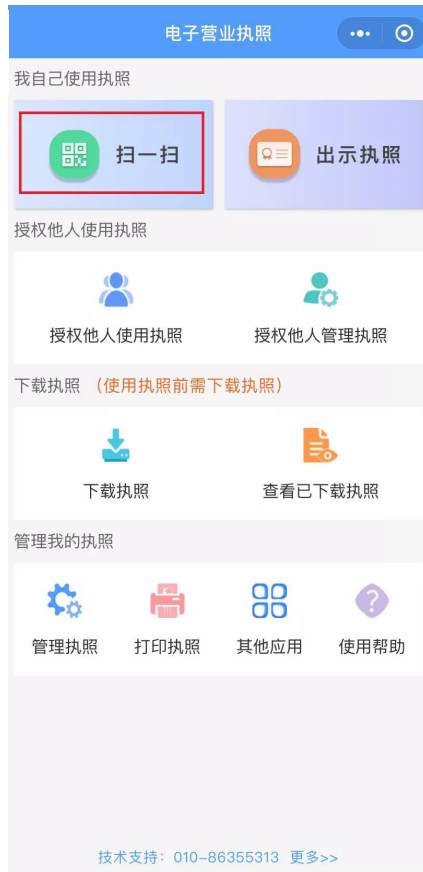 电子营业执照
我自己使用执照
扫一扫 出示执照
授权他人使用执照
授权他人使用执照 授权他人管理执照
下载执照 (使用执照前需下载执照)
下载执照 查看已下载执照
管理我的执照
管理执照 打印执照 其他应用 使用帮助
技术支持: 010-86355313 更多>>